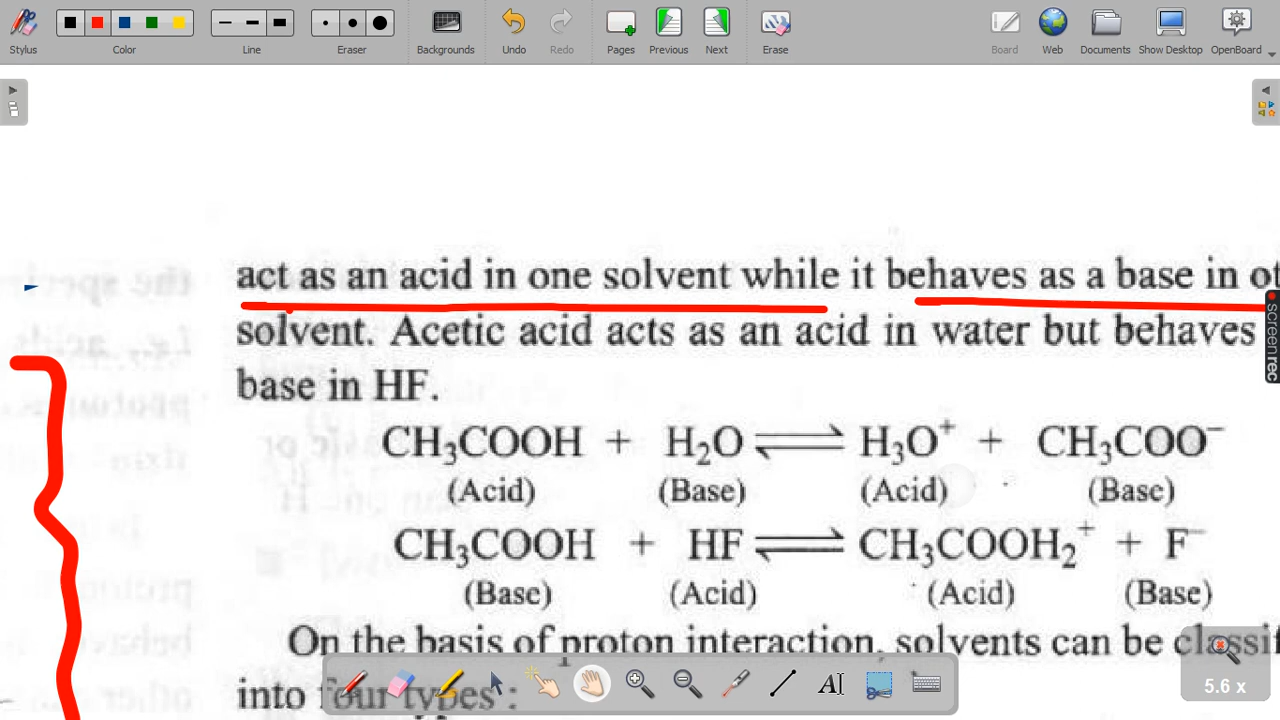 Stylus Color Line Eraser Backgrounds Undo Redo Pages Previous Next Erase Board Web Documents Show Desktop OpenBoard
act as an acid in one solvent while it behaves as a base in
solvent. Acetic acid acts as an acid in water but behaves
base in HF.
CH₃COOH + H₂O ⇌ H₃O⁺ + CH₃COO⁻
(Acid) (Base) (Acid) (Base)
CH₃COOH + HF ⇌ CH₃COOH₂⁺ + F⁻
(Base) (Acid) (Acid) (Base)
On the basis of proton interaction, solvents can be
into four types :
screenrec
5.6 x